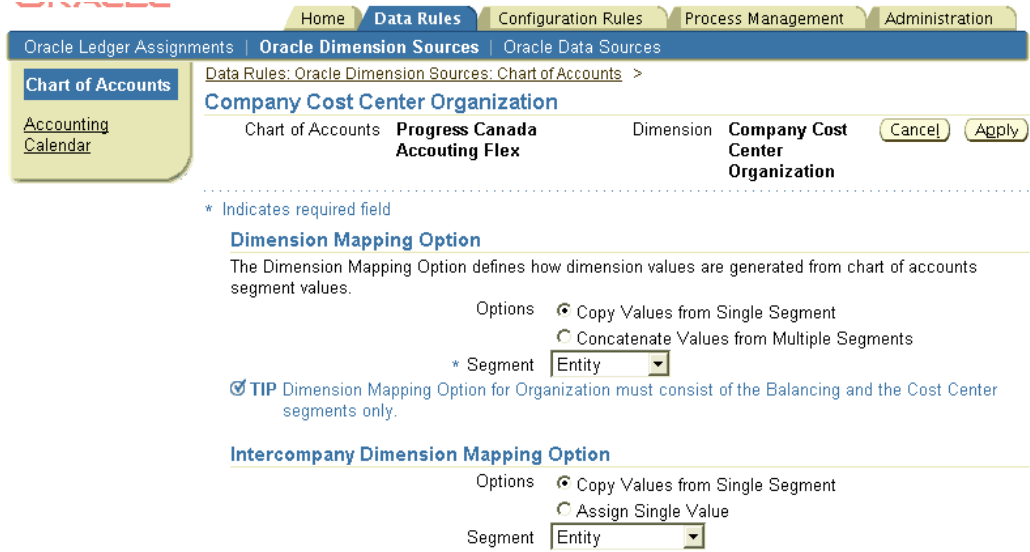 ORACLE
Home Data Rules Configuration Rules Process Management Administration
Oracle Ledger Assignments | Oracle Dimension Sources | Oracle Data Sources
Chart of Accounts
Accounting
Calendar
Data Rules: Oracle Dimension Sources: Chart of Accounts >
Company Cost Center Organization
Chart of Accounts Progress Canada Dimension Company Cost Cancel Apply
Accouting Flex Center
Organization
* Indicates required field
Dimension Mapping Option
The Dimension Mapping Option defines how dimension values are generated from chart of accounts
segment values.
Options Copy Values from Single Segment
Concatenate Values from Multiple Segments
* Segment Entity
TIP Dimension Mapping Option for Organization must consist of the Balancing and the Cost Center
segments only.
Intercompany Dimension Mapping Option
Options Copy Values from Single Segment
Assign Single Value
Segment Entity